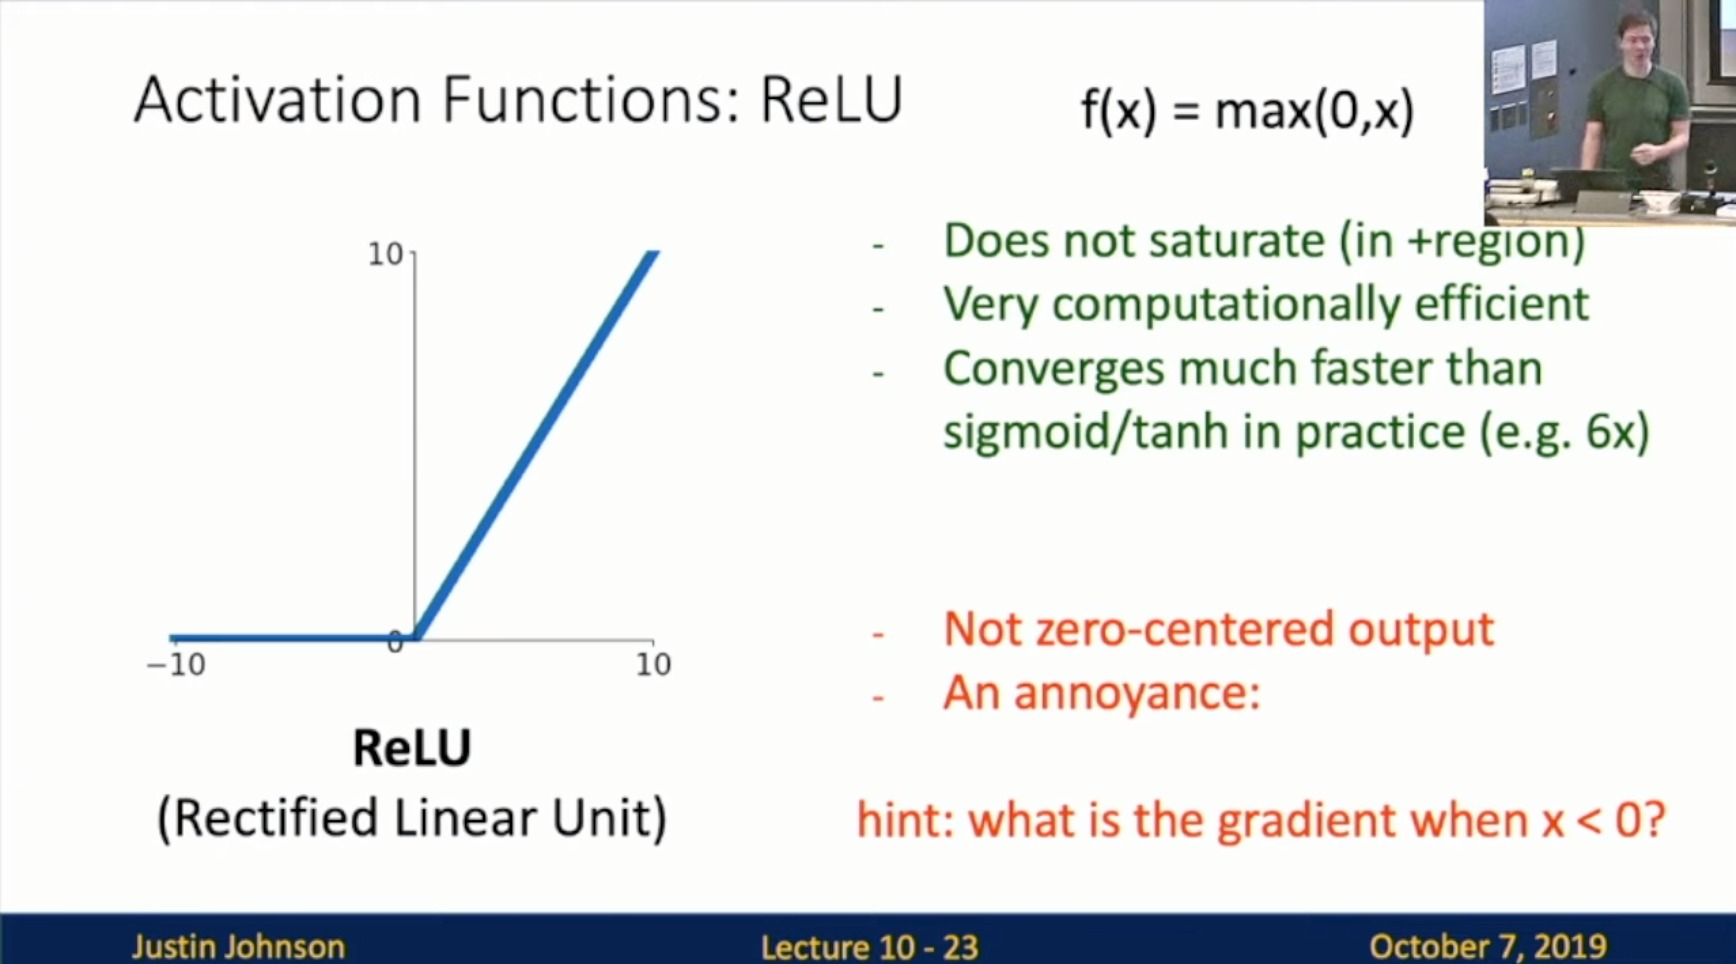 Activation Functions: ReLU
f(x) = max(0,x)
- Does not saturate (in +region)
- Very computationally efficient
- Converges much faster than
sigmoid/tanh in practice (e.g. 6x)
10
0
−10
10
ReLU
(Rectified Linear Unit)
- Not zero-centered output
- An annoyance:
hint: what is the gradient when x < 0?
Justin Johnson
Lecture 10 - 23
October 7, 2019